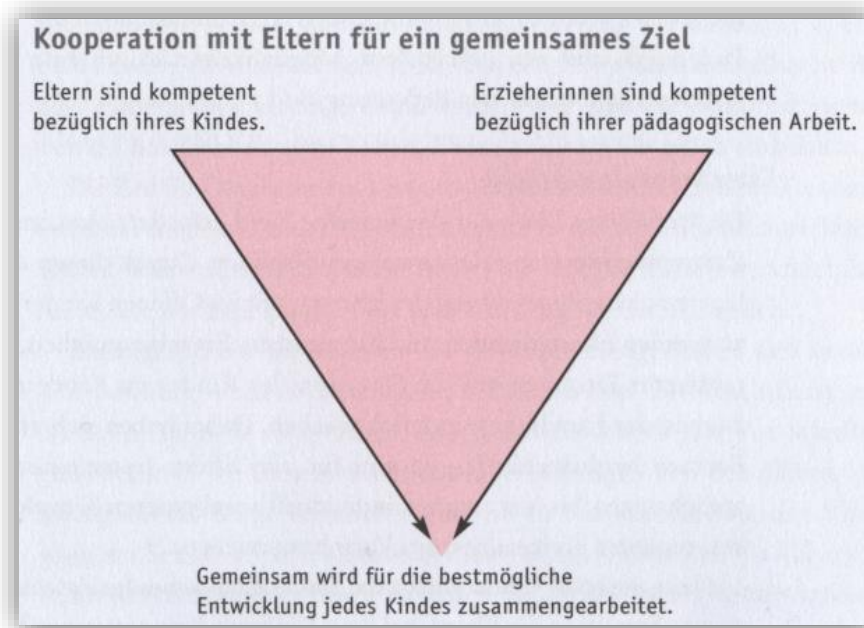 Kooperation mit Eltern für ein gemeinsames Ziel
Eltern sind kompetent
bezüglich ihres Kindes.
Erzieherinnen sind kompetent
bezüglich ihrer pädagogischen Arbeit.
Gemeinsam wird für die bestmögliche
Entwicklung jedes Kindes zusammengearbeitet.